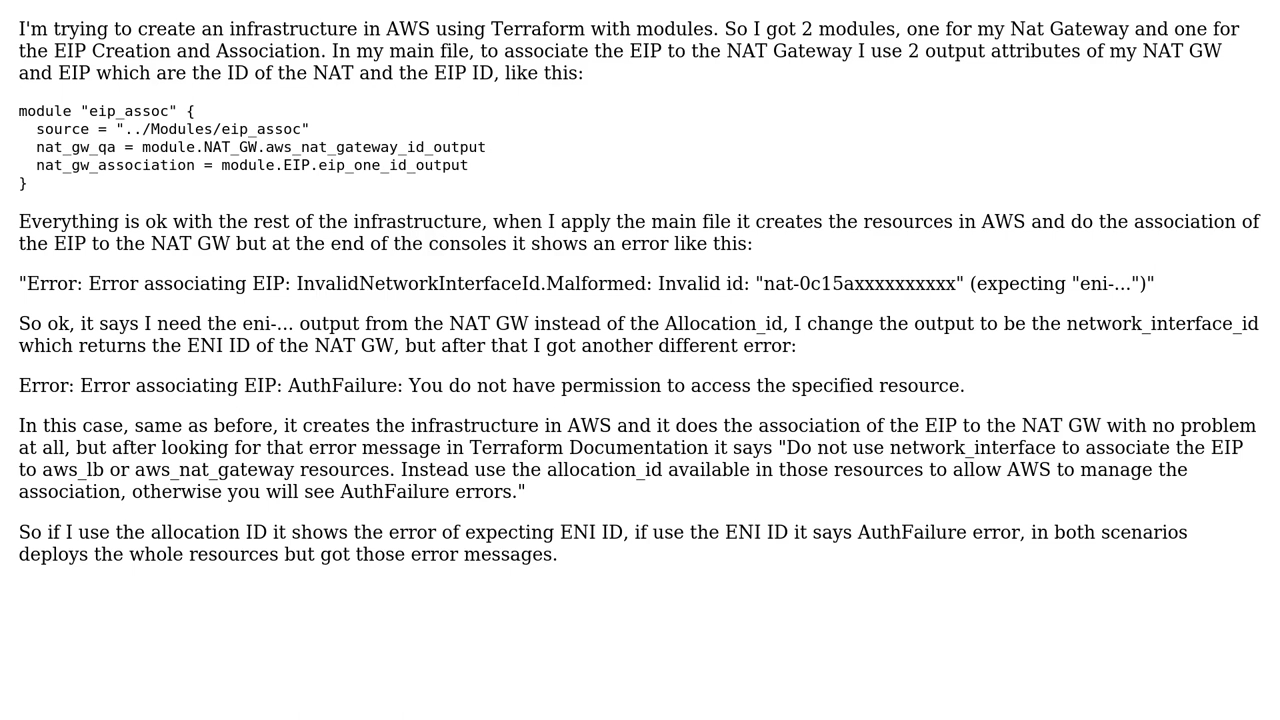 I'm trying to create an infrastructure in AWS using Terraform with modules. So I got 2 modules, one for my Nat Gateway and one for
the EIP Creation and Association. In my main file, to associate the EIP to the NAT Gateway I use 2 output attributes of my NAT GW
and EIP which are the ID of the NAT and the EIP ID, like this:
module "eip_assoc" {
  source = "../Modules/eip_assoc"
  nat_gw_qa = module.NAT_GW.aws_nat_gateway_id_output
  nat_gw_association = module.EIP.eip_one_id_output
}
Everything is ok with the rest of the infrastructure, when I apply the main file it creates the resources in AWS and do the association of
the EIP to the NAT GW but at the end of the consoles it shows an error like this:
"Error: Error associating EIP: InvalidNetworkInterfaceId.Malformed: Invalid id: "nat-0c15axxxxxxxxxxx" (expecting "eni-...")"
So ok, it says I need the eni-... output from the NAT GW instead of the Allocation_id, I change the output to be the network_interface_id
which returns the ENI ID of the NAT GW, but after that I got another different error:
Error: Error associating EIP: AuthFailure: You do not have permission to access the specified resource.
In this case, same as before, it creates the infrastructure in AWS and it does the association of the EIP to the NAT GW with no problem
at all, but after looking for that error message in Terraform Documentation it says "Do not use network_interface to associate the EIP
to aws_lb or aws_nat_gateway resources. Instead use the allocation_id available in those resources to allow AWS to manage the
association, otherwise you will see AuthFailure errors."
So if I use the allocation ID it shows the error of expecting ENI ID, if use the ENI ID it says AuthFailure error, in both scenarios
deploys the whole resources but got those error messages.